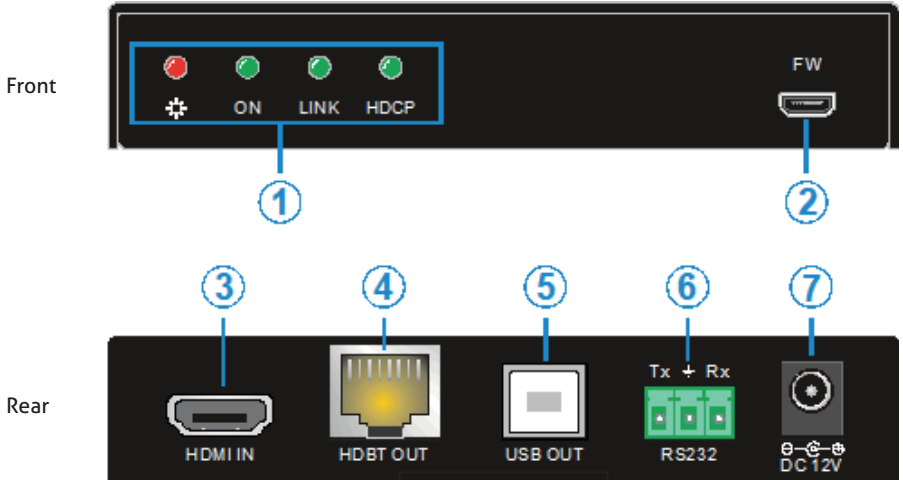 Front
FW
ON LINK HDCP
1 2
3 4 5 6 7
Tx Rx
Rear
HDMI IN HDBT OUT USB OUT RS232 DC 12V